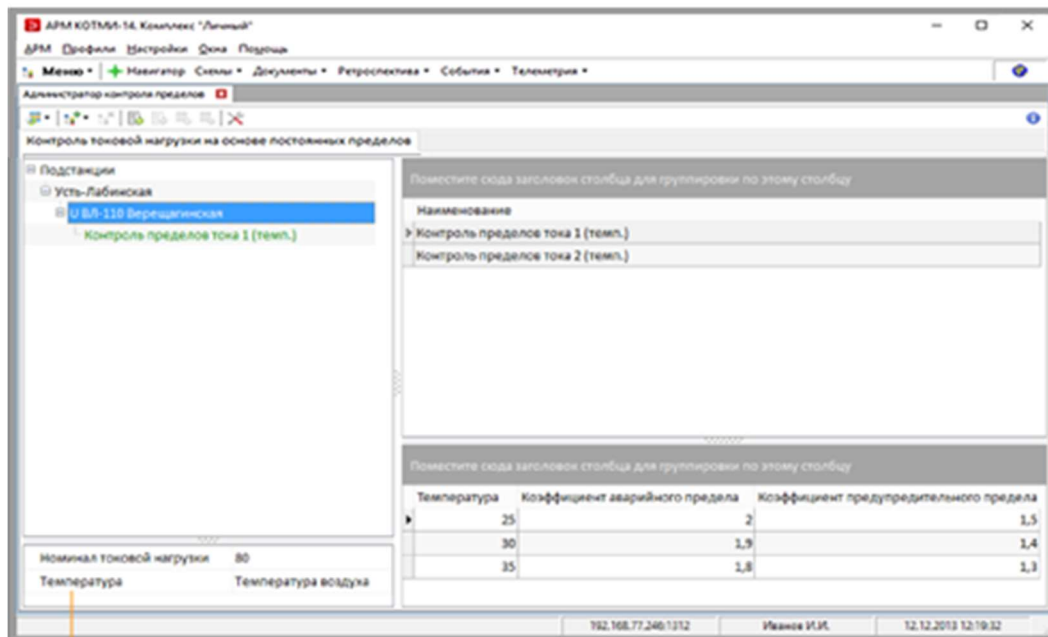 АРМ КОТМИ-14. Комплекс "Личный"
АРМ Профили Настройки Окна Помощь
Меню Навигатор Схемы Документы Ретроспектива События Телеметрия
Администратор контроля пределов
Контроль токовой нагрузки на основе постоянных пределов
Подстанции
Усть-Лабинская
U ВЛ-110 Верещагинская
Контроль пределов тока 1 (темп.)
Поместите сюда заголовок столбца для группировки по этому столбцу
Наименование
Контроль пределов тока 1 (темп.)
Контроль пределов тока 2 (темп.)
Поместите сюда заголовок столбца для группировки по этому столбцу
Температура Коэффициент аварийного предела Коэффициент предупредительного предела
25 2 1,5
30 1,9 1,4
35 1,8 1,3
Номинал токовой нагрузки 80
Температура Температура воздуха
192.168.77.246:1312 Иванов И.И. 12.12.2013 12:19:32